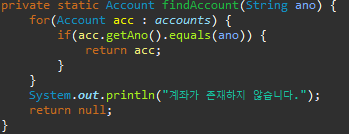 private static Account findAccount(String ano) {
for(Account acc : accounts) {
if(acc.getAno().equals(ano)) {
return acc;
}
}
System.out.println("계좌가 존재하지 않습니다.");
return null;
}